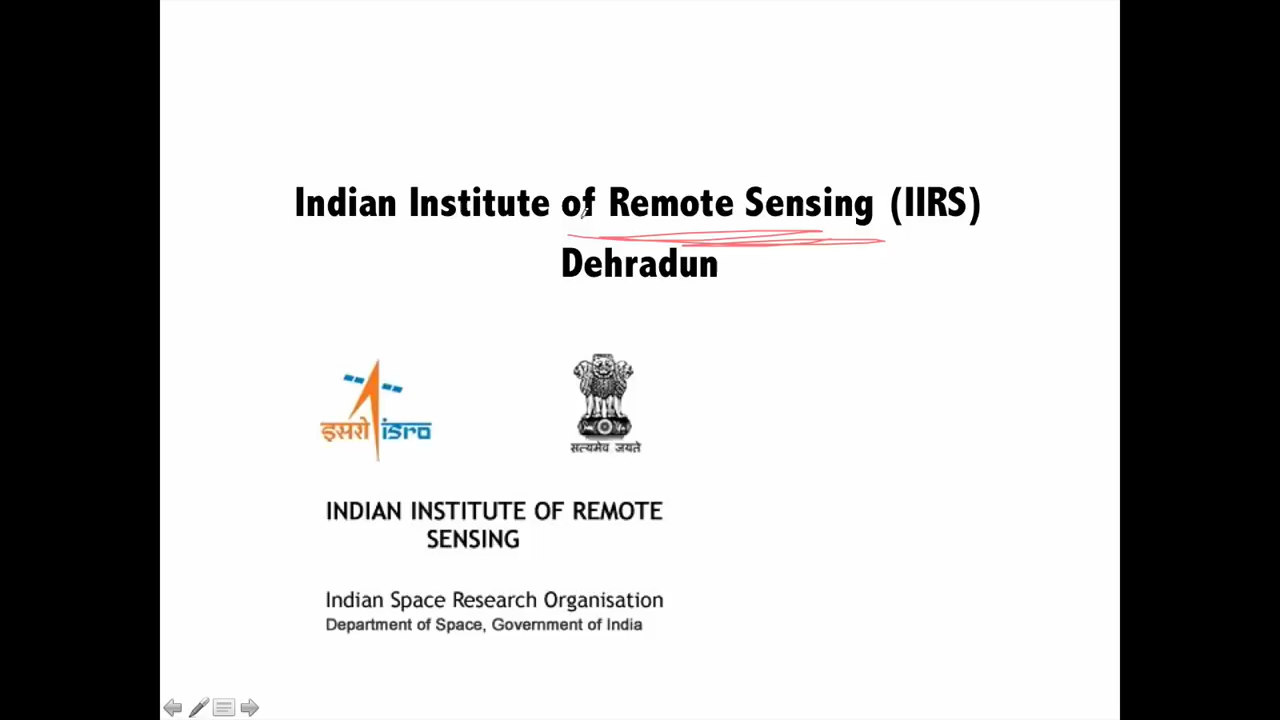 Indian Institute of Remote Sensing (IIRS)
Dehradun
इसरो isro
सत्यमेव जयते
INDIAN INSTITUTE OF REMOTE
SENSING
Indian Space Research Organisation
Department of Space, Government of India